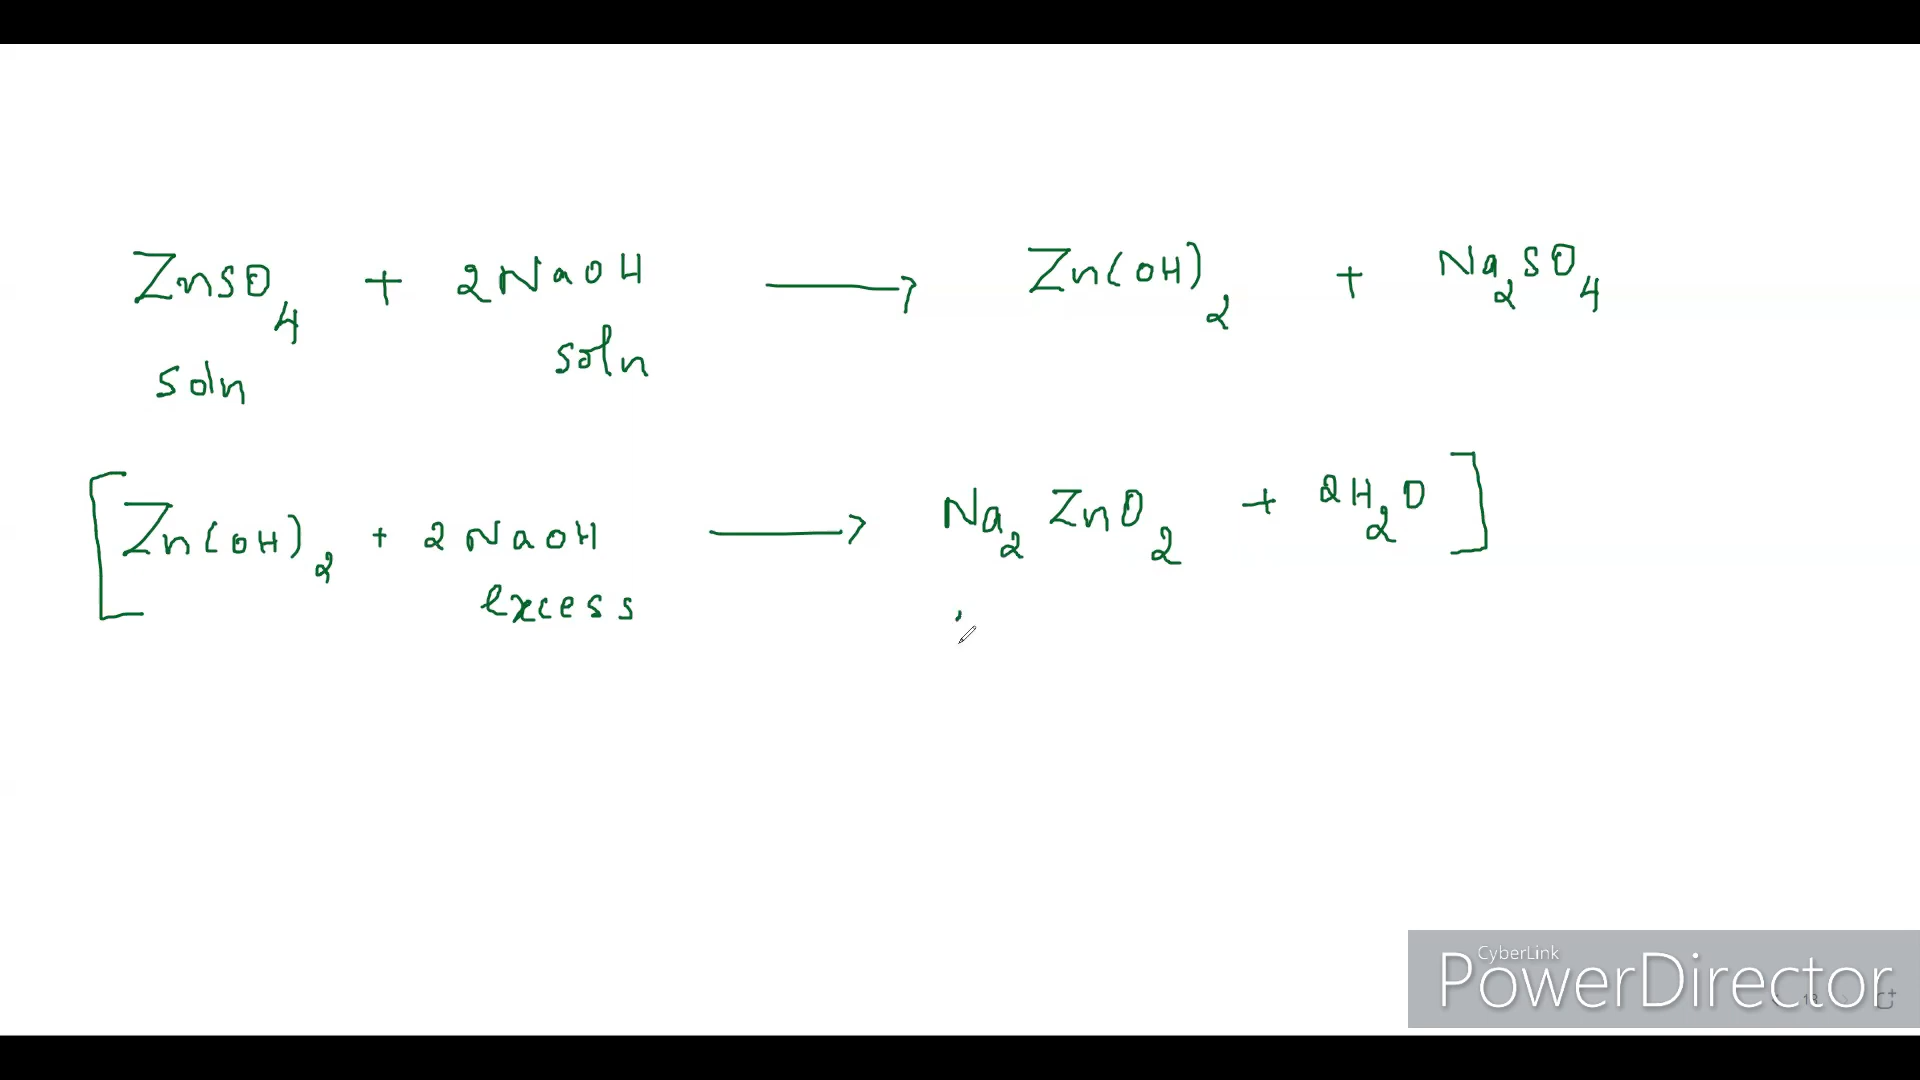 ZnSO4 + 2NaOH → Zn(OH)2 + Na2SO4
soln soln
[Zn(OH)2 + 2NaOH → Na2ZnO2 + 2H2O]
excess
CyberLink
PowerDirector